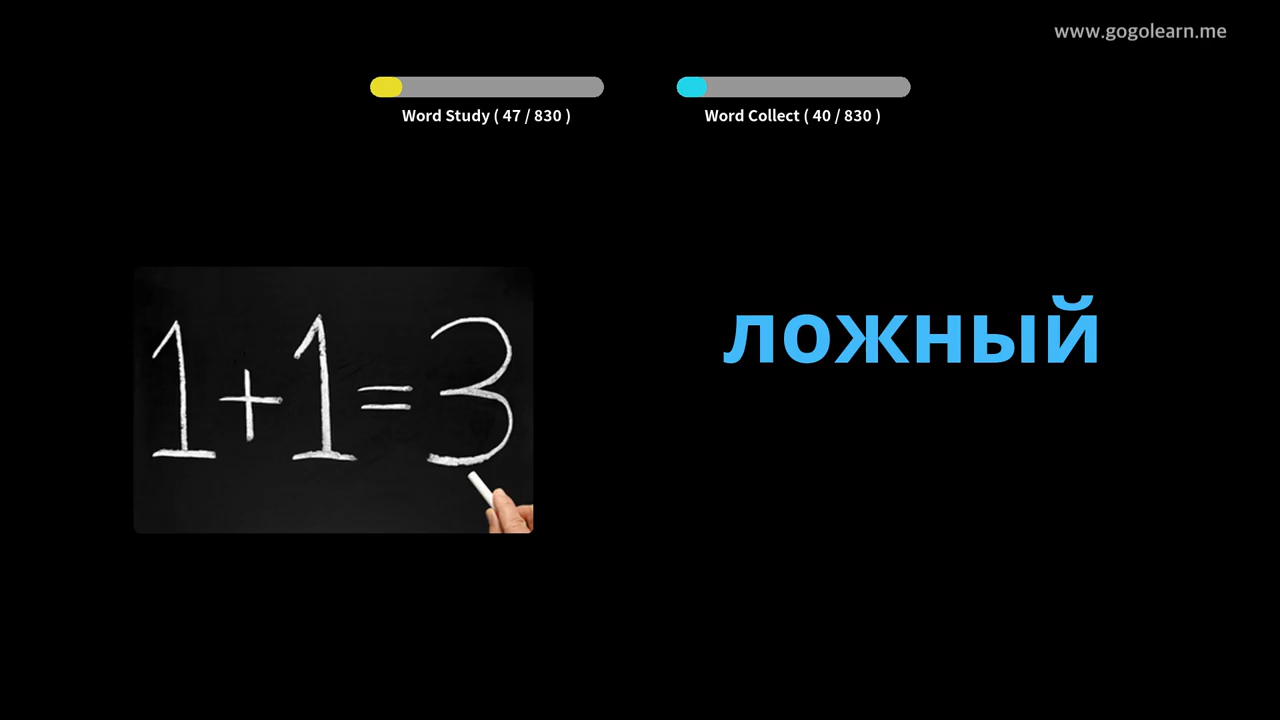 www.gogolearn.me
Word Study ( 47 / 830 )
Word Collect ( 40 / 830 )
1+1=3
ложный